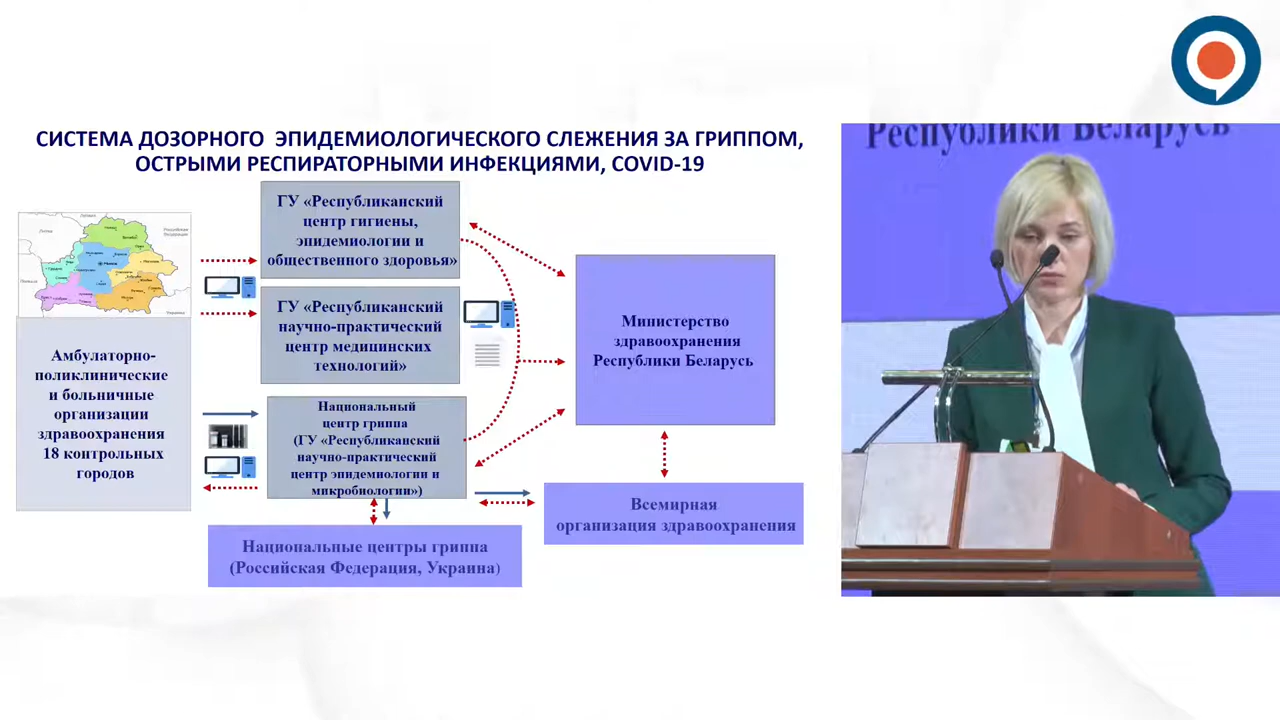 СИСТЕМА ДОЗОРНОГО ЭПИДЕМИОЛОГИЧЕСКОГО СЛЕЖЕНИЯ ЗА ГРИППОМ,
ОСТРЫМИ РЕСПИРАТОРНЫМИ ИНФЕКЦИЯМИ, COVID-19
Амбулаторно-
поликлинические
и больничные
организации
здравоохранения
18 контрольных
городов
ГУ «Республиканский
центр гигиены,
эпидемиологии и
общественного здоровья»
ГУ «Республиканский
научно-практический
центр медицинских
технологий»
Национальный
центр гриппа
(ГУ «Республиканский
научно-практический
центр эпидемиологии и
микробиологии»)
Министерство
здравоохранения
Республики Беларусь
Всемирная
организация здравоохранения
Национальные центры гриппа
(Российская Федерация, Украина)
Республики Беларусь